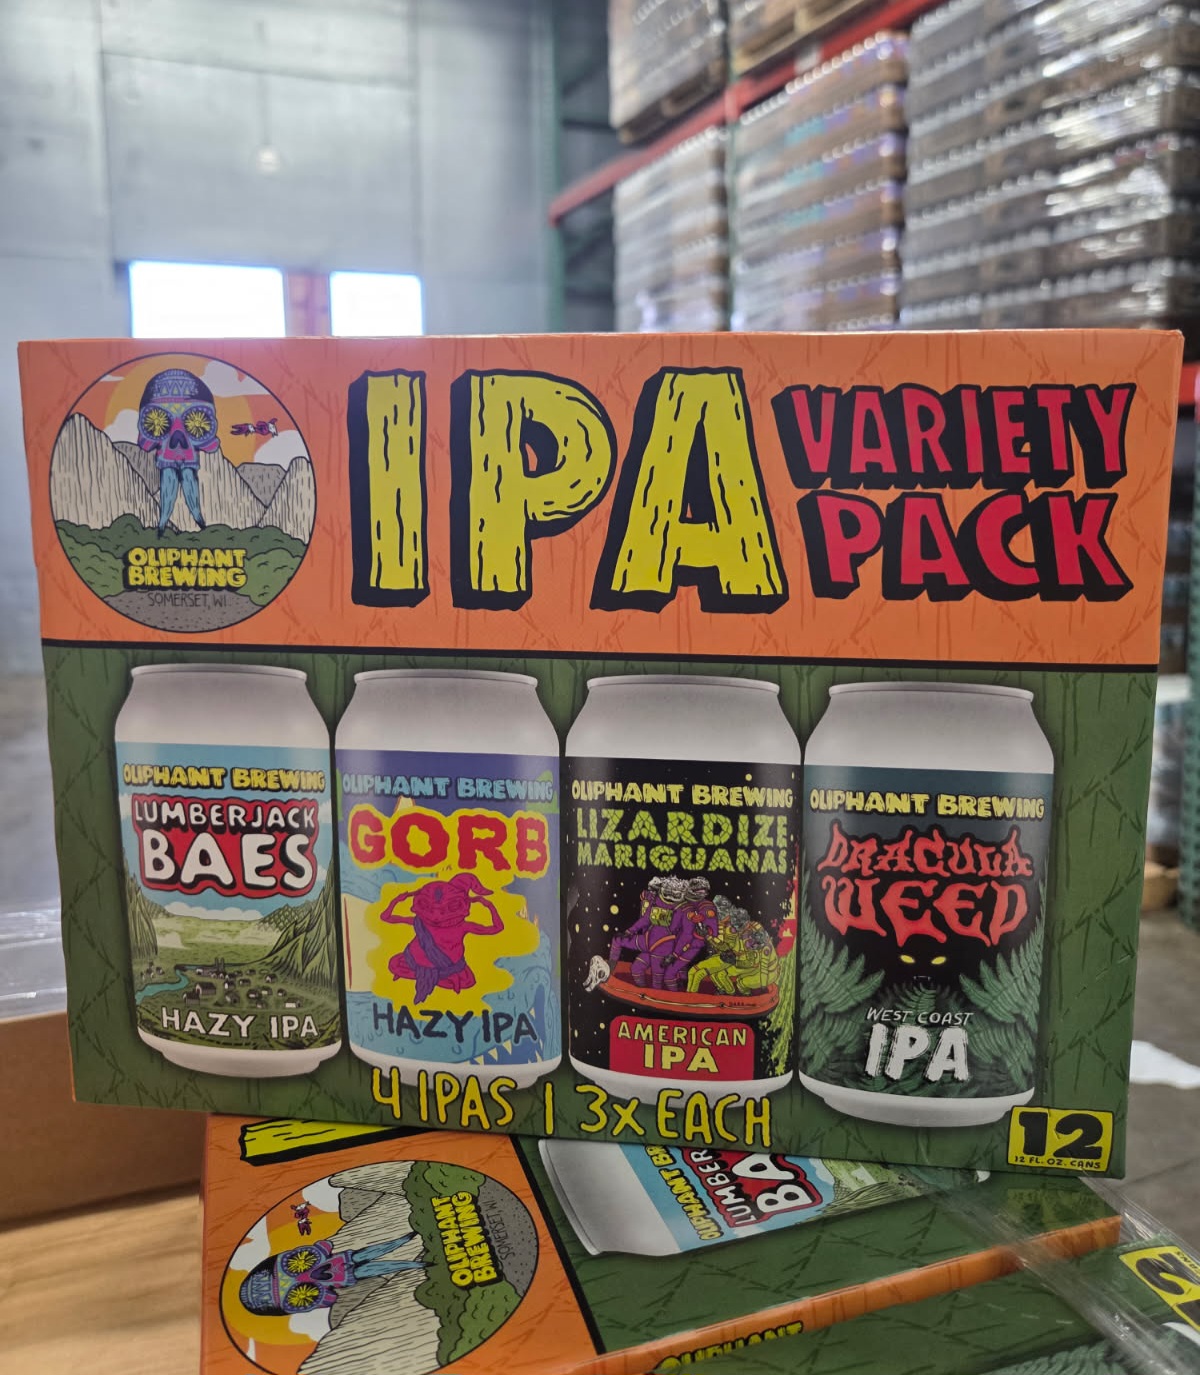 IPA
VARIETY
PACK
OLIPHANT
BREWING
SOMERSET, WI
OLIPHANT BREWING
LUMBERJACK
BAES
HAZY IPA
OLIPHANT BREWING
GORB
HAZY IPA
OLIPHANT BREWING
LIZARDIZE
MARIGUANAS
AMERICAN
IPA
OLIPHANT BREWING
DRACULA
WEED
WEST COAST
IPA
4 IPAS | 3x EACH
12
12 FL. OZ. CANS
OLIPHANT
BREWING
SOMERSET, WI
OLIPHANT BR
LUMBER
BA
OLIPHANT
12